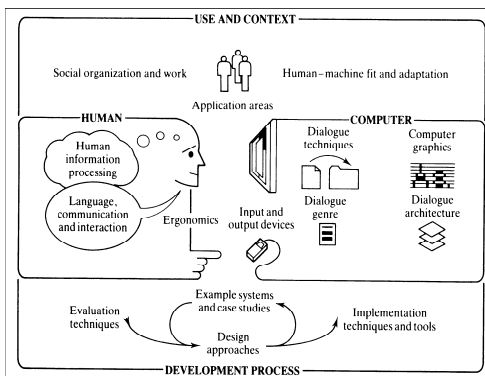 USE AND CONTEXT
Social organization and work
Human–machine fit and adaptation
Application areas
HUMAN
COMPUTER
Human
information
processing
Language,
communication
and interaction
Ergonomics
Input and
output devices
Dialogue
techniques
Computer
graphics
Dialogue
genre
Dialogue
architecture
Example systems
and case studies
Evaluation
techniques
Implementation
techniques and tools
Design
approaches
DEVELOPMENT PROCESS